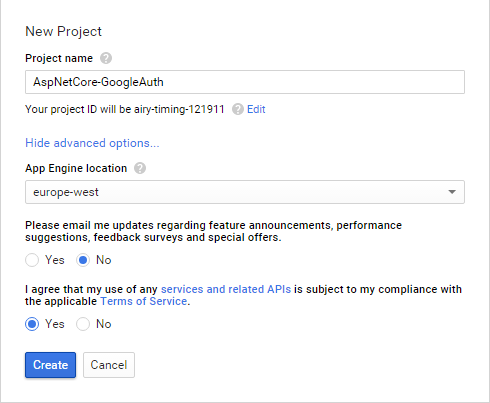 New Project
Project name ?
AspNetCore-GoogleAuth
Your project ID will be airy-timing-121911 ? Edit
Hide advanced options...
App Engine location ?
europe-west
Please email me updates regarding feature announcements, performance
suggestions, feedback surveys and special offers.
Yes No
I agree that my use of any services and related APIs is subject to my compliance with
the applicable Terms of Service.
Yes No
Create Cancel